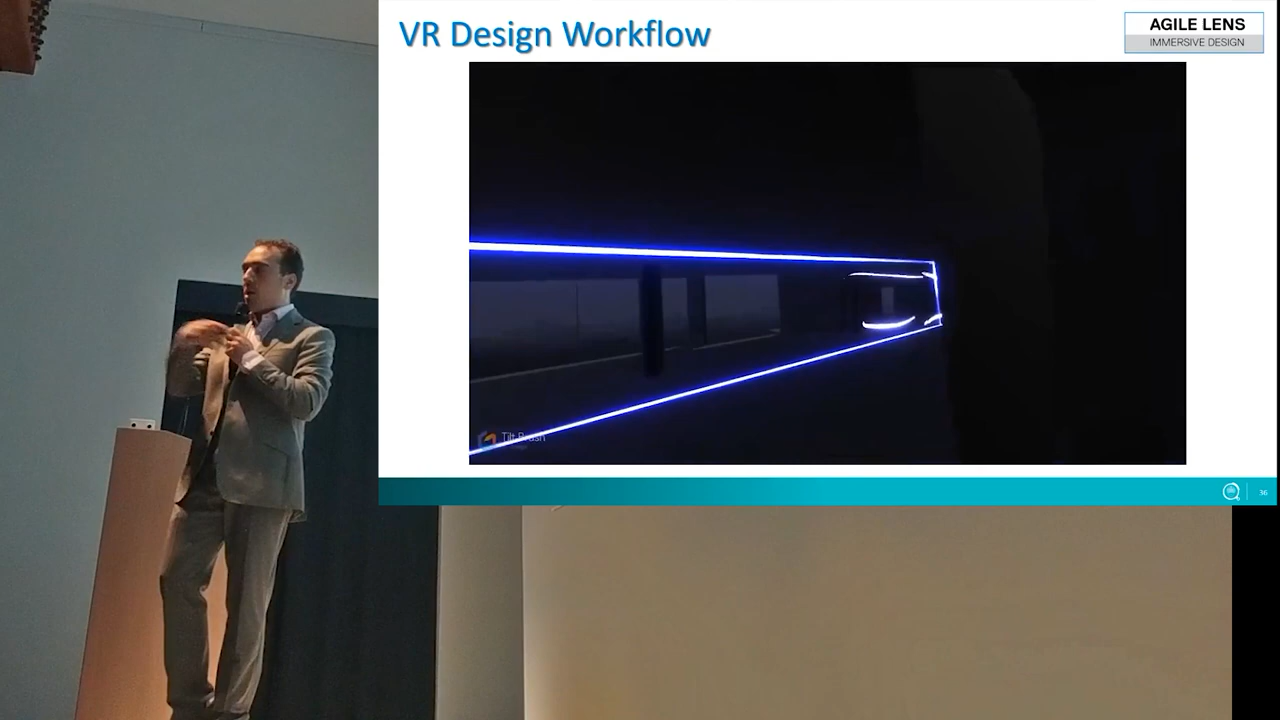 VR Design Workflow
AGILE LENS
IMMERSIVE DESIGN
Tilt Brush
36